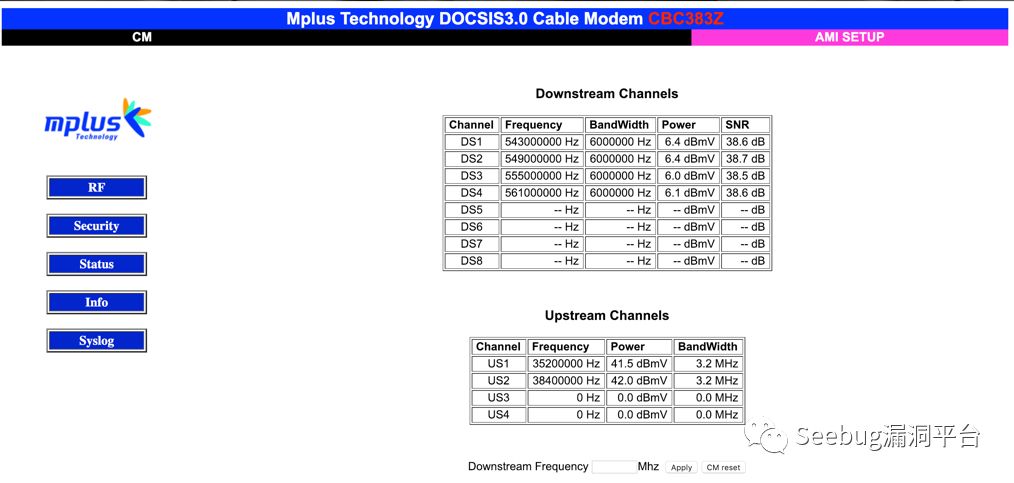 Mplus Technology DOCSIS3.0 Cable Modem CBC383Z
CM AMI SETUP
mplus
Technology
RF
Security
Status
Info
Syslog
Downstream Channels
Channel Frequency BandWidth Power SNR
DS1 543000000 Hz 6000000 Hz 6.4 dBmV 38.6 dB
DS2 549000000 Hz 6000000 Hz 6.4 dBmV 38.7 dB
DS3 555000000 Hz 6000000 Hz 6.0 dBmV 38.5 dB
DS4 561000000 Hz 6000000 Hz 6.1 dBmV 38.6 dB
DS5 -- Hz -- Hz -- dBmV -- dB
DS6 -- Hz -- Hz -- dBmV -- dB
DS7 -- Hz -- Hz -- dBmV -- dB
DS8 -- Hz -- Hz -- dBmV -- dB
Upstream Channels
Channel Frequency Power BandWidth
US1 35200000 Hz 41.5 dBmV 3.2 MHz
US2 38400000 Hz 42.0 dBmV 3.2 MHz
US3 0 Hz 0.0 dBmV 0.0 MHz
US4 0 Hz 0.0 dBmV 0.0 MHz
Seebug漏洞平台
Downstream Frequency Mhz Apply CM reset